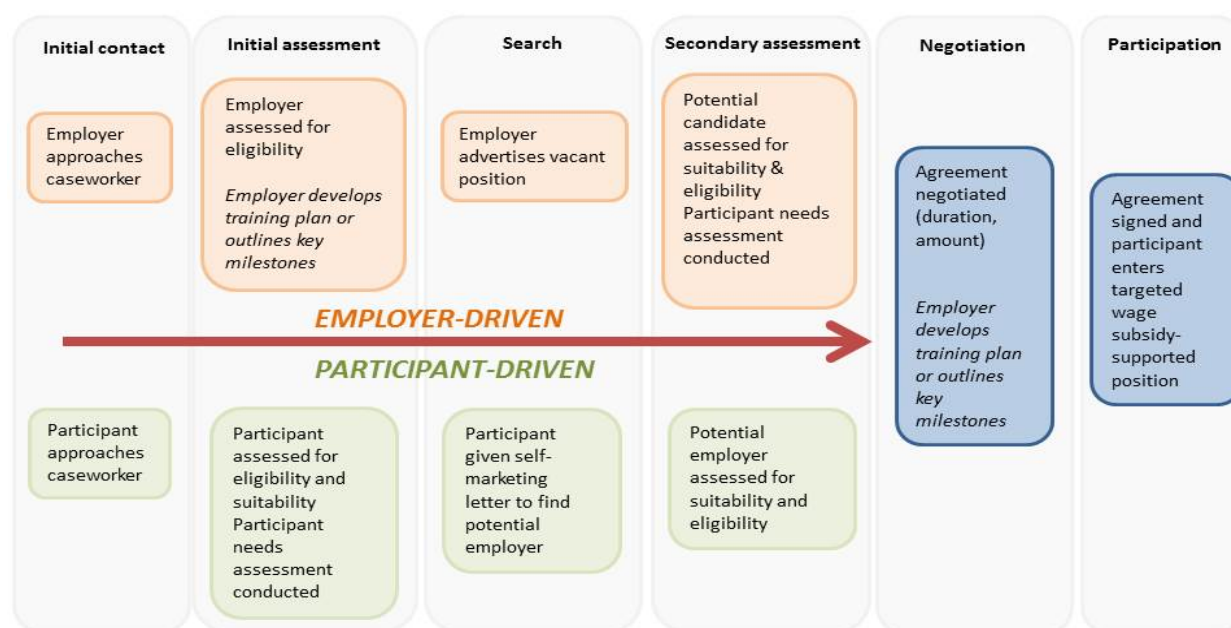 Initial contact
Initial assessment
Search
Secondary assessment
Negotiation
Participation
Employer
approaches
caseworker
Employer
assessed for
eligibility
Employer develops
training plan or
outlines key
milestones
Employer
advertises vacant
position
Potential
candidate
assessed for
suitability &
eligibility
Participant needs
assessment
conducted
Agreement
negotiated
(duration,
amount)
Employer
develops
training plan
or outlines
key
milestones
Agreement
signed and
participant
enters
targeted
wage
subsidy-
supported
position
EMPLOYER-DRIVEN
PARTICIPANT-DRIVEN
Participant
approaches
caseworker
Participant
assessed for
eligibility and
suitability
Participant
needs
assessment
conducted
Participant
given self-
marketing
letter to find
potential
employer
Potential
employer
assessed for
suitability and
eligibility